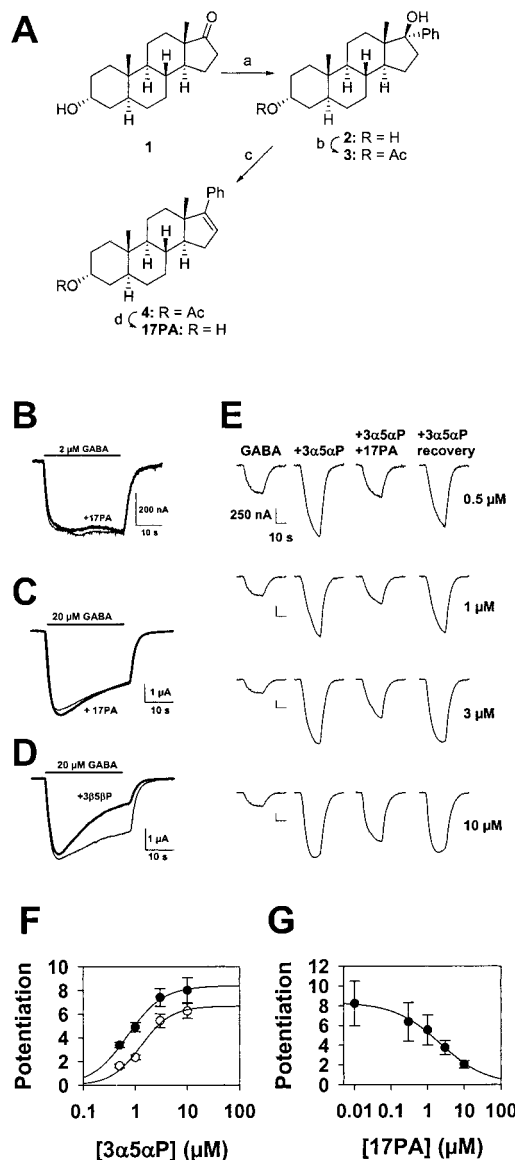 A
O
H
H
H
HO
H
1
a
OH
Ph
H
H
H
RO
H
2: R = H
b
3: R = Ac
c
Ph
H
H
H
RO
H
4: R = Ac
d
17PA: R = H
B
2 µM GABA
+17PA
200 nA
10 s
C
20 µM GABA
+ 17PA
1 µA
10 s
D
20 µM GABA
+3β5βP
1 µA
10 s
E
GABA
+3α5αP
+3α5αP
+17PA
+3α5αP
recovery
250 nA
10 s
0.5 µM
1 µM
3 µM
10 µM
F
Potentiation
10
8
6
4
2
0
0.1
1
10
100
[3α5αP] (µM)
G
Potentiation
12
10
8
6
4
2
0
0.01
1
10
100
[17PA] (µM)